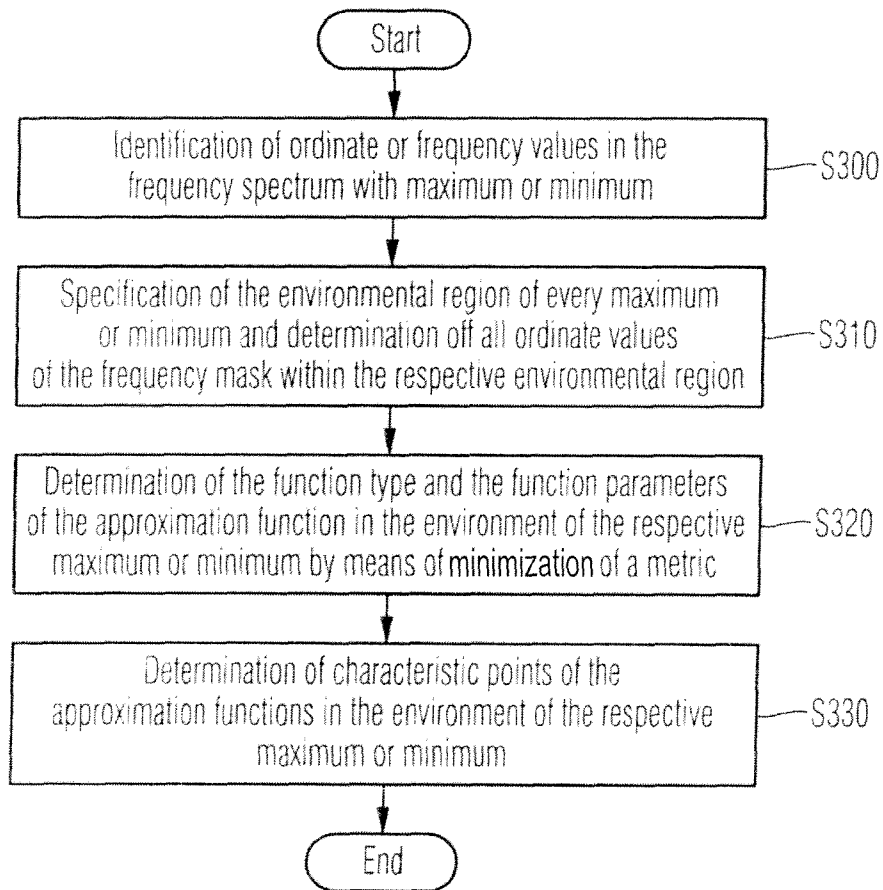 Start
Identification of ordinate or frequency values in the
frequency spectrum with maximum or minimum
S300
Specification of the environmental region of every maximum
or minimum and determination off all ordinate values
of the frequency mask within the respective environmental region
S310
Determination of the function type and the function parameters
of the approximation function in the environment of the respective
maximum or minimum by means of minimization of a metric
S320
Determination of characteristic points of the
approximation functions in the environment of the respective
maximum or minimum
S330
End